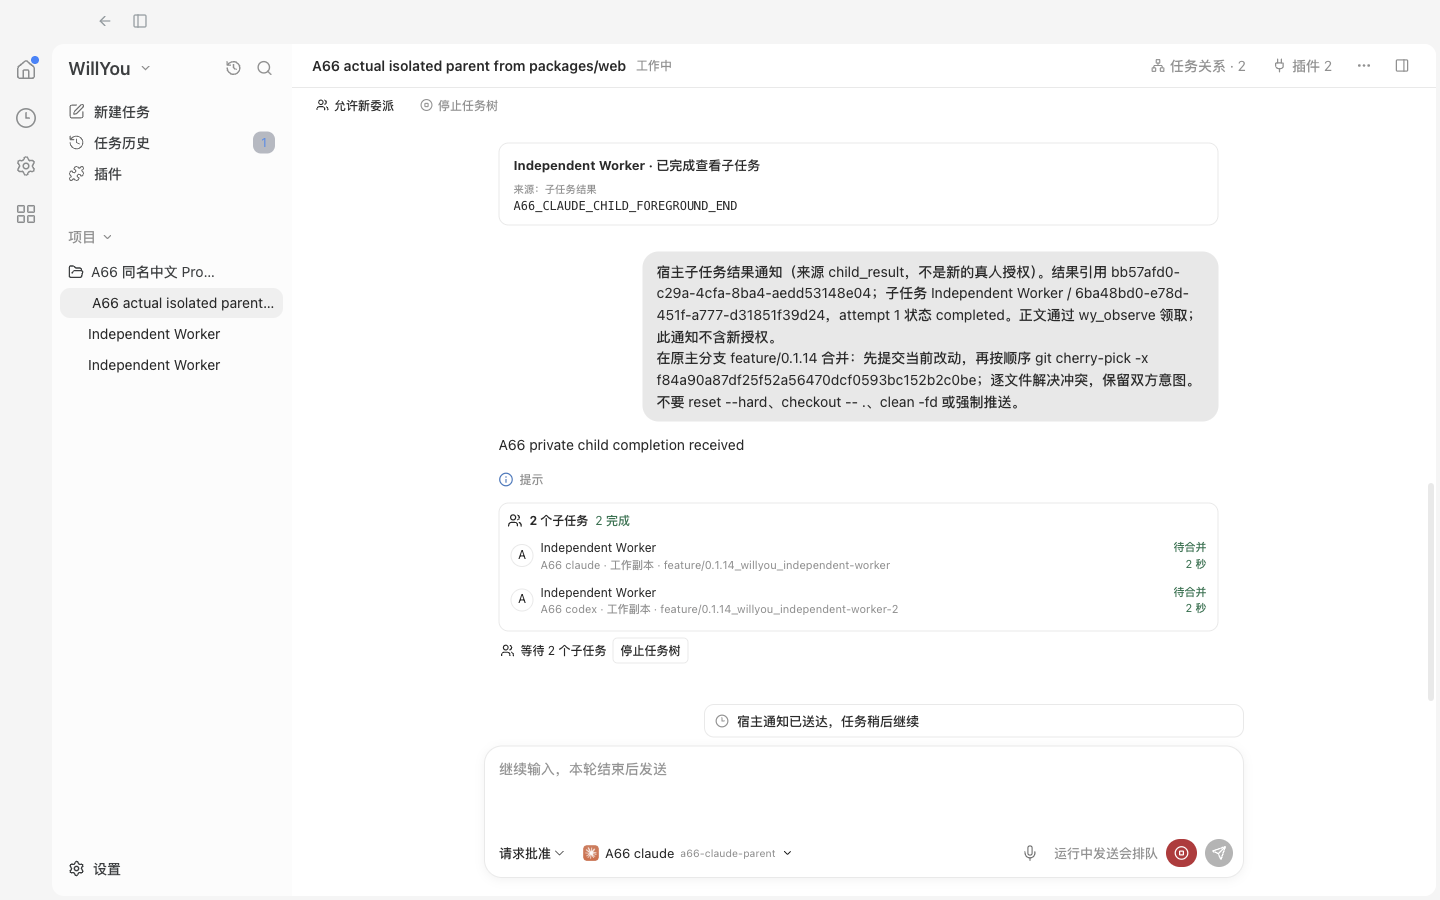 WillYou
新建任务
任务历史
1
插件
项目
A66 同名中文 Pro...
A66 actual isolated parent...
Independent Worker
Independent Worker
设置
A66 actual isolated parent from packages/web 工作中
任务关系 · 2
插件 2
允许新委派
停止任务树
Independent Worker · 已完成查看子任务
来源：子任务结果
A66_CLAUDE_CHILD_FOREGROUND_END
宿主子任务结果通知（来源 child_result，不是新的真人授权）。结果引用 bb57afd0-
c29a-4cfa-8ba4-aedd53148e04；子任务 Independent Worker / 6ba48bd0-e78d-
451f-a777-d31851f39d24，attempt 1 状态 completed。正文通过 wy_observe 领取；
此通知不含新授权。
在原主分支 feature/0.1.14 合并：先提交当前改动，再按顺序 git cherry-pick -x
f84a90a87df25f52a56470dcf0593bc152b2c0be；逐文件解决冲突，保留双方意图。
不要 reset --hard、checkout -- .、clean -fd 或强制推送。
A66 private child completion received
提示
2 个子任务 2 完成
A
Independent Worker
待合并
A66 claude · 工作副本 · feature/0.1.14_willyou_independent-worker
2 秒
A
Independent Worker
待合并
A66 codex · 工作副本 · feature/0.1.14_willyou_independent-worker-2
2 秒
等待 2 个子任务
停止任务树
宿主通知已送达，任务稍后继续
继续输入，本轮结束后发送
请求批准
A66 claude a66-claude-parent
运行中发送会排队